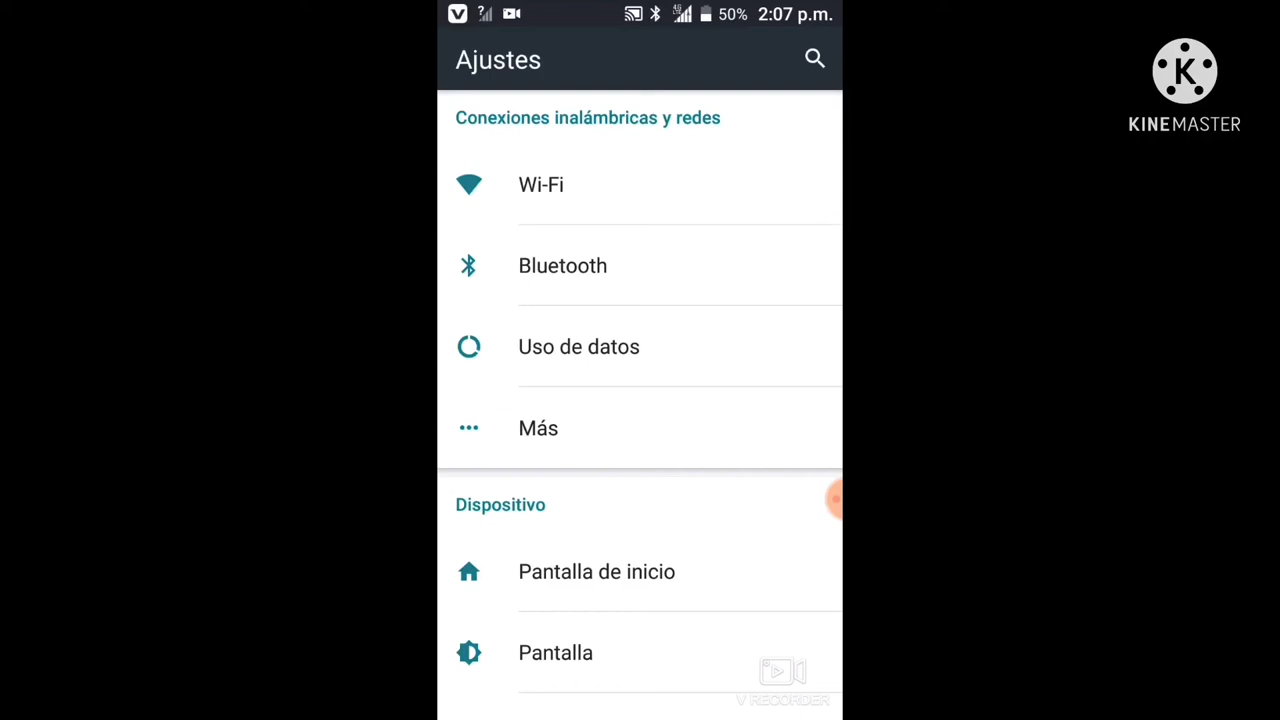 50% 2:07 p.m.
Ajustes
KINEMASTER
Conexiones inalámbricas y redes
Wi-Fi
Bluetooth
Uso de datos
Más
Dispositivo
Pantalla de inicio
Pantalla
V RECORDER